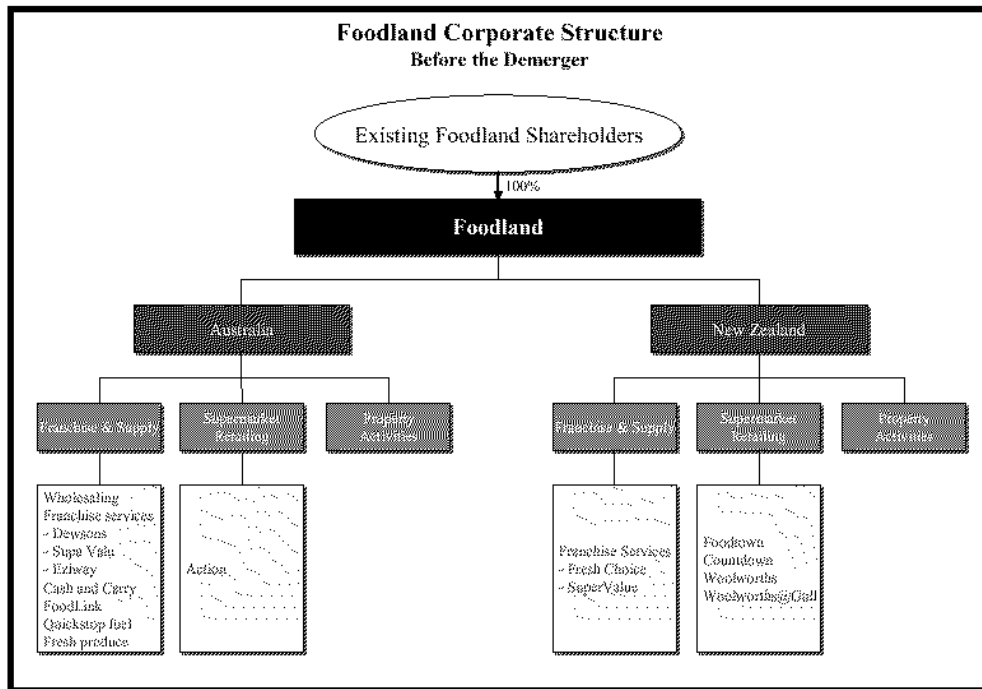 Foodland Corporate Structure
Before the Demerger
Existing Foodland Shareholders
100%
Foodland
Australia
New Zealand
Franchise & Supply
Supermarket
Retailing
Property
Activities
Franchise & Supply
Supermarket
Retailing
Property
Activities
Wholesaling
Franchise services
- Dewsons
- Supa Valu
- Eziway
Cash and Carry
FoodLink
Quickstop fuel
Fresh produce
Action
Franchise Services
- Fresh Choice
- SuperValue
Foodtown
Countdown
Woolworths
Woolworths@Gull